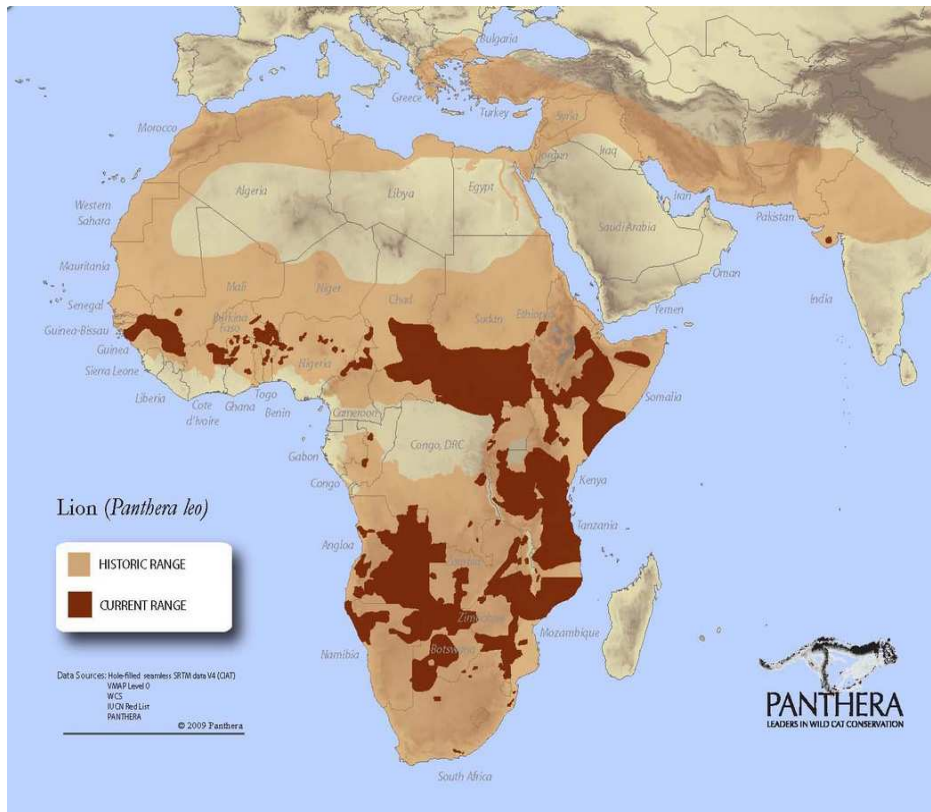 Bulgaria
Greece
Turkey
Syria
Morocco
Jordan
Iraq
Algeria
Libya
Egypt
Iran
Western
Sahara
Pakistan
Saudi Arabia
Mauritania
Oman
Mali
Niger
Chad
Senegal
Yemen
India
Burkina
Faso
Sudan
Ethiopia
Guinea-Bissau
Guinea
Nigeria
Sierra Leone
Somalia
Liberia
Cote
d'Ivoire
Ghana
Togo
Benin
Cameroon
Congo, DRC
Gabon
Kenya
Congo
Lion (Panthera leo)
Tanzania
Angloa
HISTORIC RANGE
Zambia
CURRENT RANGE
Zimbabwe
Mozambique
Namibia
Botswana
Data Sources: Hole-filled seamless SRTM data V4 (CIAT)
VMAP Level 0
WCS
IUCN Red List
PANTHERA
© 2009 Panthera
PANTHERA
LEADERS IN WILD CAT CONSERVATION
South Africa